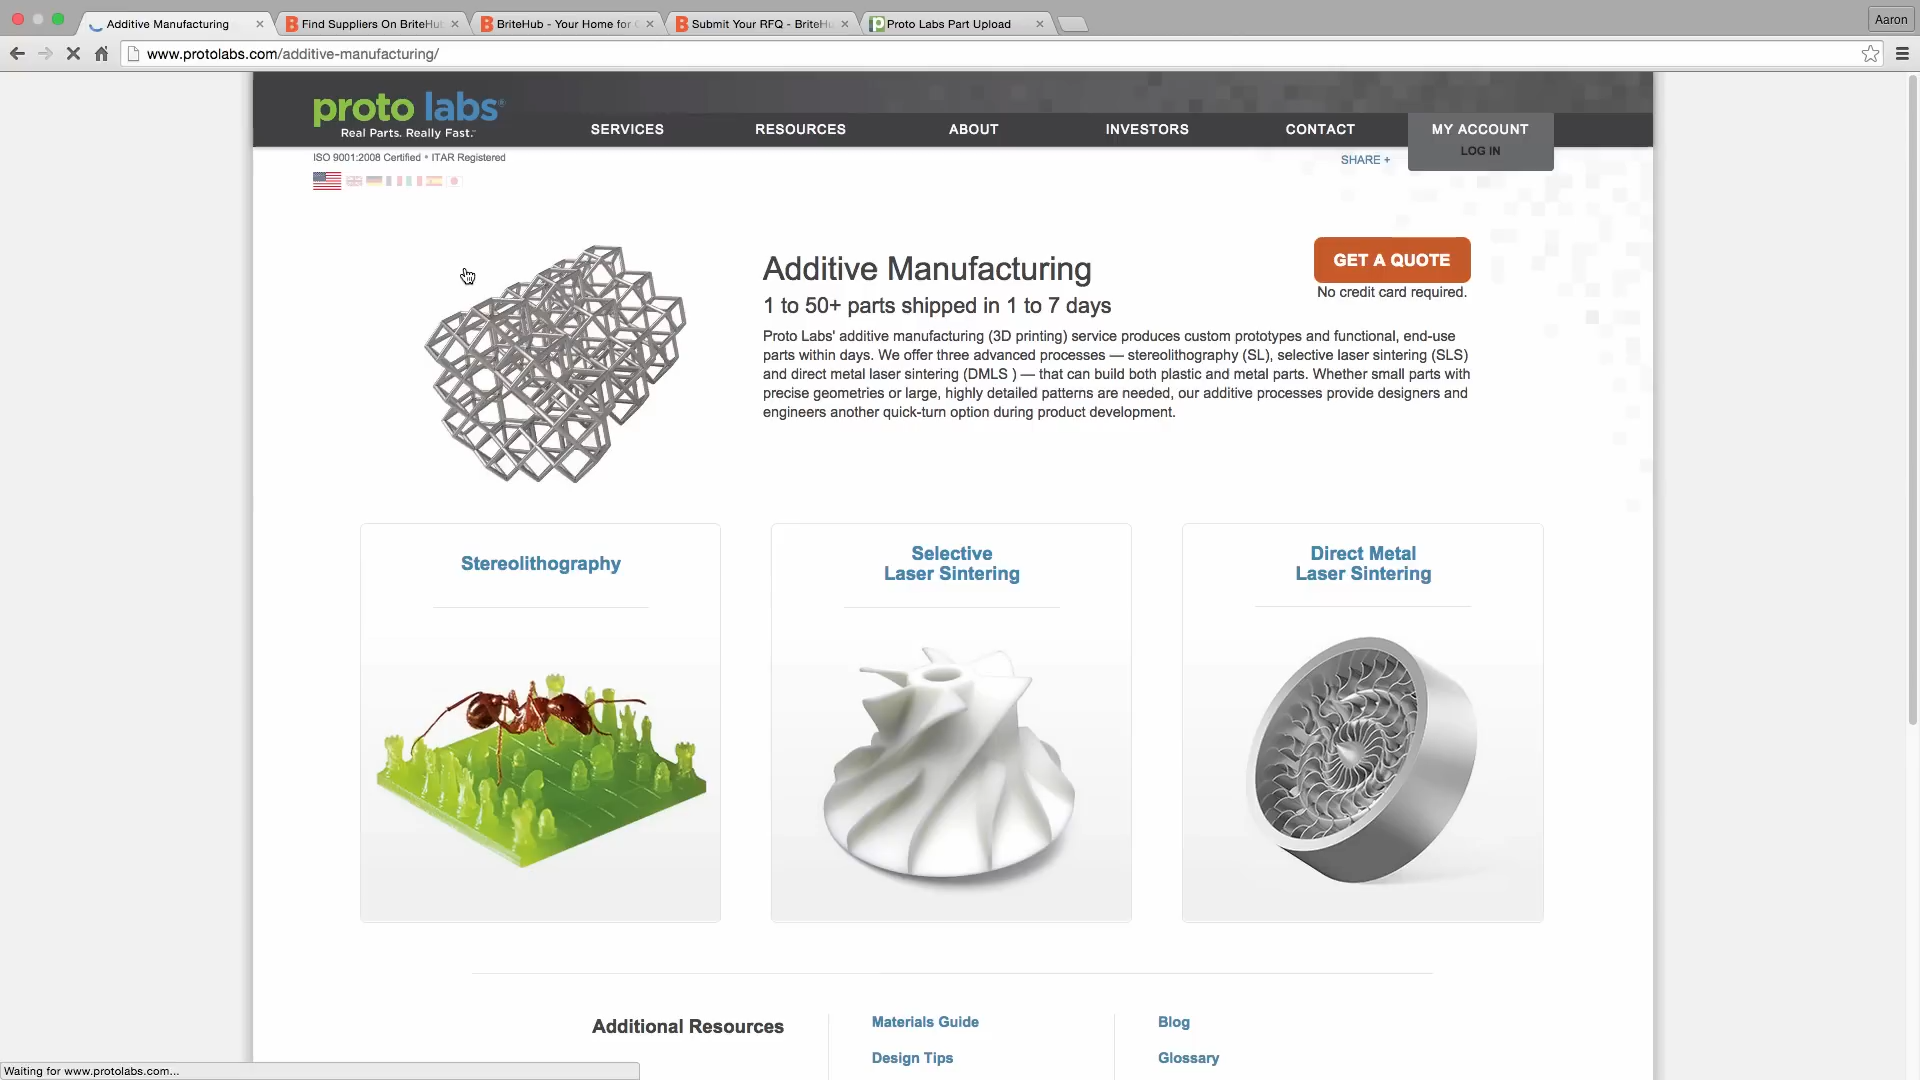 Additive Manufacturing
Find Suppliers On BriteHu
BriteHub - Your Home for
Submit Your RFQ - BriteHu
Proto Labs Part Upload
Aaron
www.protolabs.com/additive-manufacturing/
proto labs®
Real Parts. Really Fast.™
SERVICES
RESOURCES
ABOUT
INVESTORS
CONTACT
MY ACCOUNT
LOG IN
ISO 9001:2008 Certified • ITAR Registered
SHARE +
Additive Manufacturing
GET A QUOTE
No credit card required.
1 to 50+ parts shipped in 1 to 7 days
Proto Labs' additive manufacturing (3D printing) service produces custom prototypes and functional, end-use
parts within days. We offer three advanced processes — stereolithography (SL), selective laser sintering (SLS)
and direct metal laser sintering (DMLS ) — that can build both plastic and metal parts. Whether small parts with
precise geometries or large, highly detailed patterns are needed, our additive processes provide designers and
engineers another quick-turn option during product development.
Stereolithography
Selective
Laser Sintering
Direct Metal
Laser Sintering
Additional Resources
Materials Guide
Blog
Design Tips
Glossary
Waiting for www.protolabs.com...